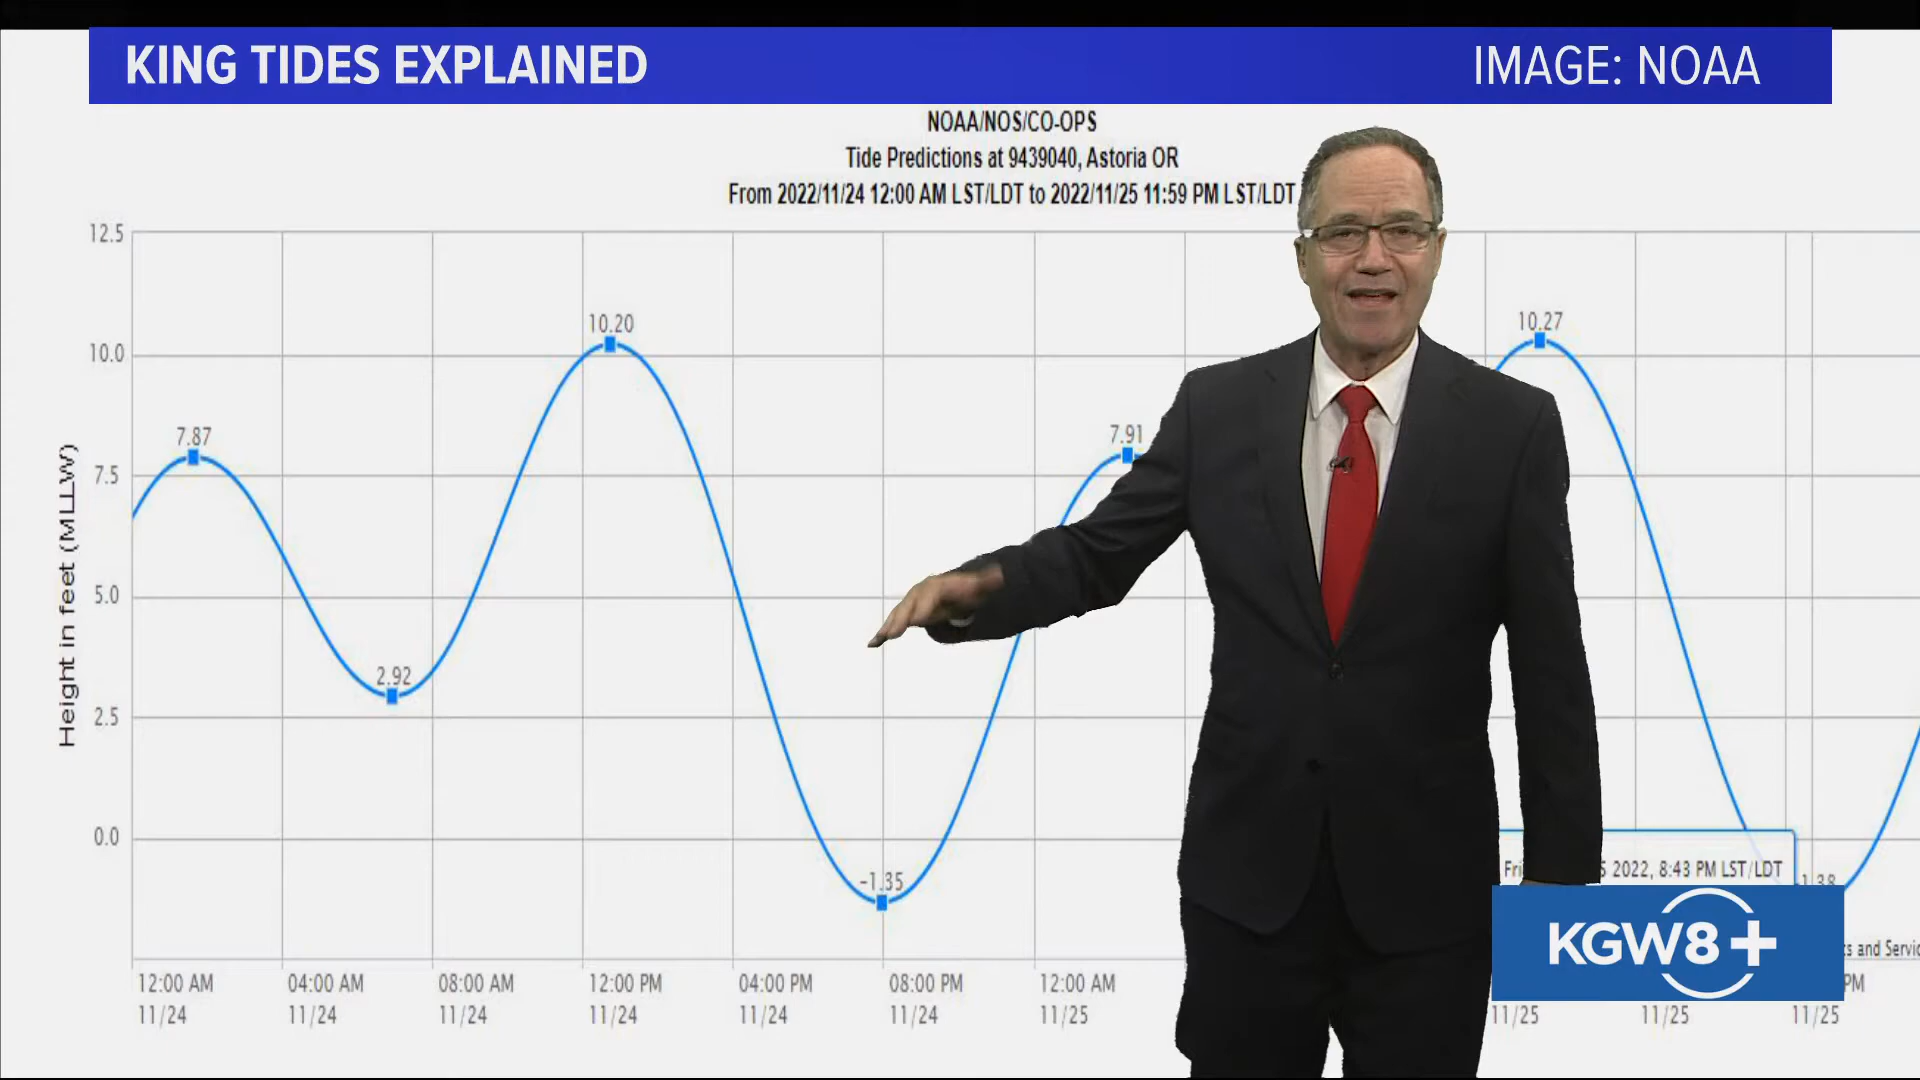 KING TIDES EXPLAINED
IMAGE: NOAA
NOAA/NOS/CO-OPS
Tide Predictions at 9439040, Astoria OR
From 2022/11/24 12:00 AM LST/LDT to 2022/11/25 11:59 PM LST/LDT
12.5
10.0
7.5
5.0
2.5
0.0
Height in feet (MLLW)
7.87
2.92
10.20
-1.35
7.91
10.27
2022, 8:43 PM LST/LDT
KGW8+
and
12:00 AM 04:00 AM 08:00 AM 12:00 PM 04:00 PM 08:00 PM 12:00 AM PM
11/24 11/24 11/24 11/24 11/24 11/24 11/25 11/25 11/25 11/25